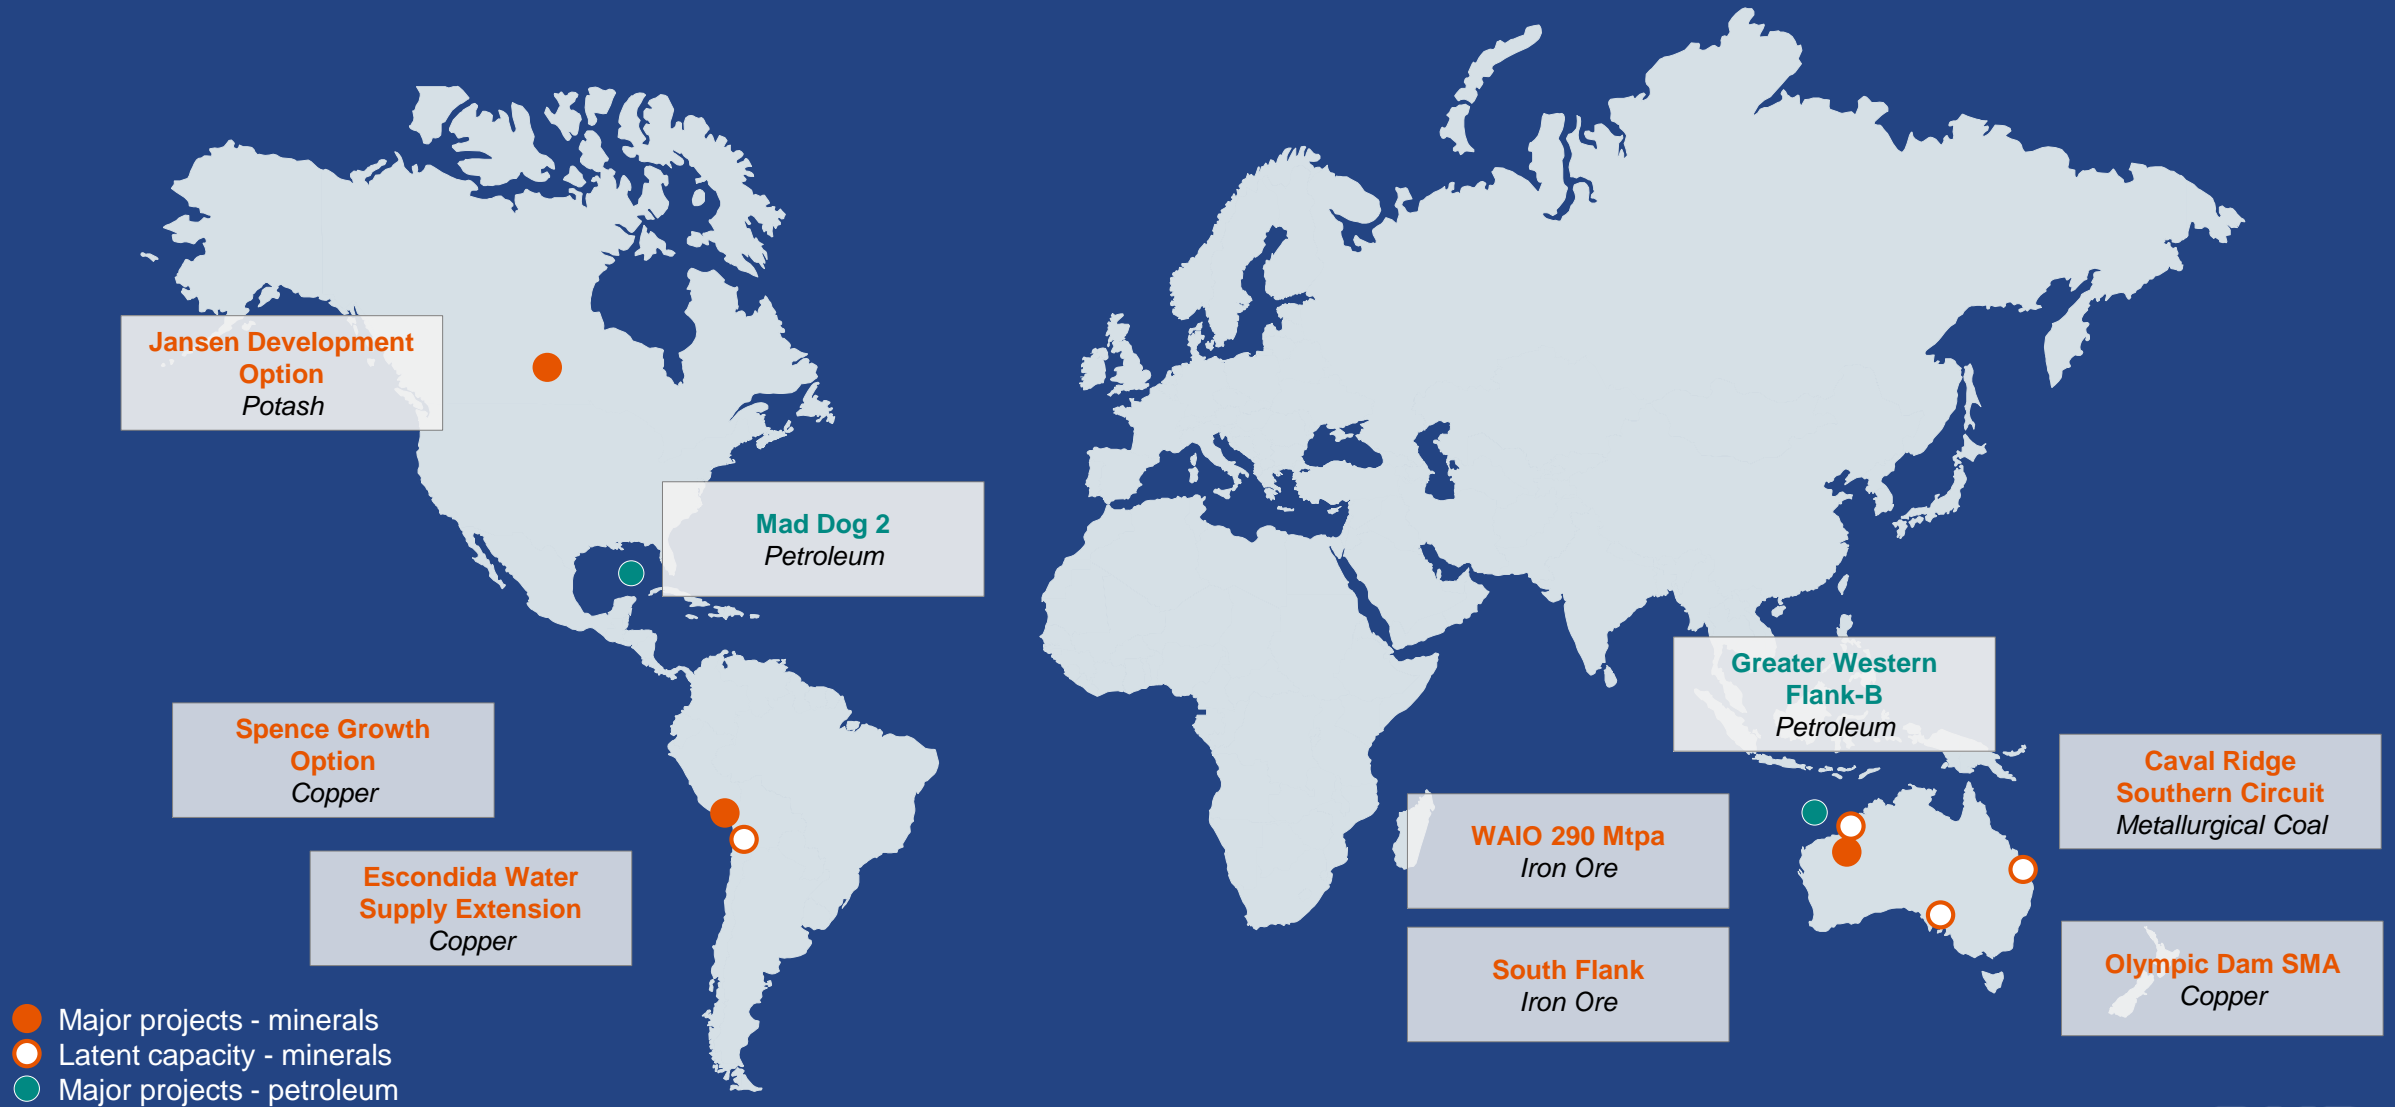 Jansen Development
Option
Potash
Mad Dog 2
Petroleum
Greater Western
Flank-B
Petroleum
Spence Growth
Option
Copper
Caval Ridge
Southern Circuit
Metallurgical Coal
WAIO 290 Mtpa
Iron Ore
Escondida Water
Supply Extension
Copper
South Flank
Iron Ore
Olympic Dam SMA
Copper
Major projects - minerals
Latent capacity - minerals
Major projects - petroleum